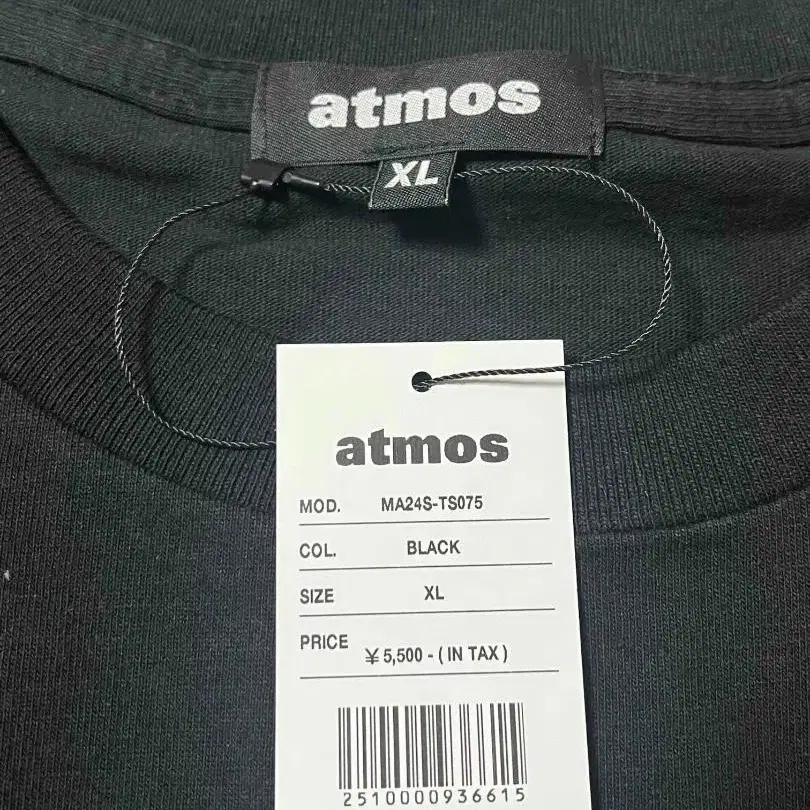 atmos
XL
atmos
MOD. MA24S-TS075
COL. BLACK
SIZE XL
PRICE ¥5,500-(IN TAX)
2510000936615